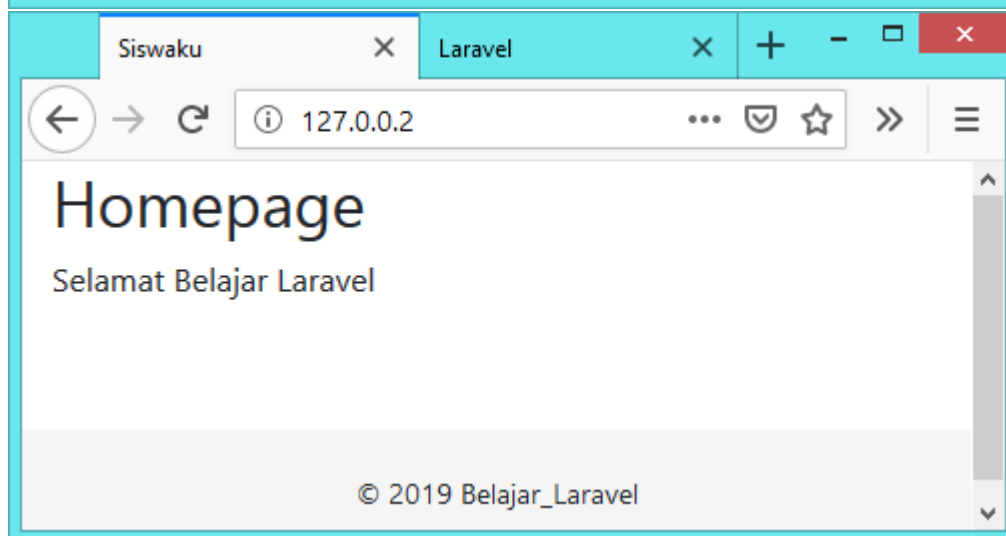 Siswaku
Laravel
127.0.0.2
Homepage
Selamat Belajar Laravel
© 2019 Belajar_Laravel